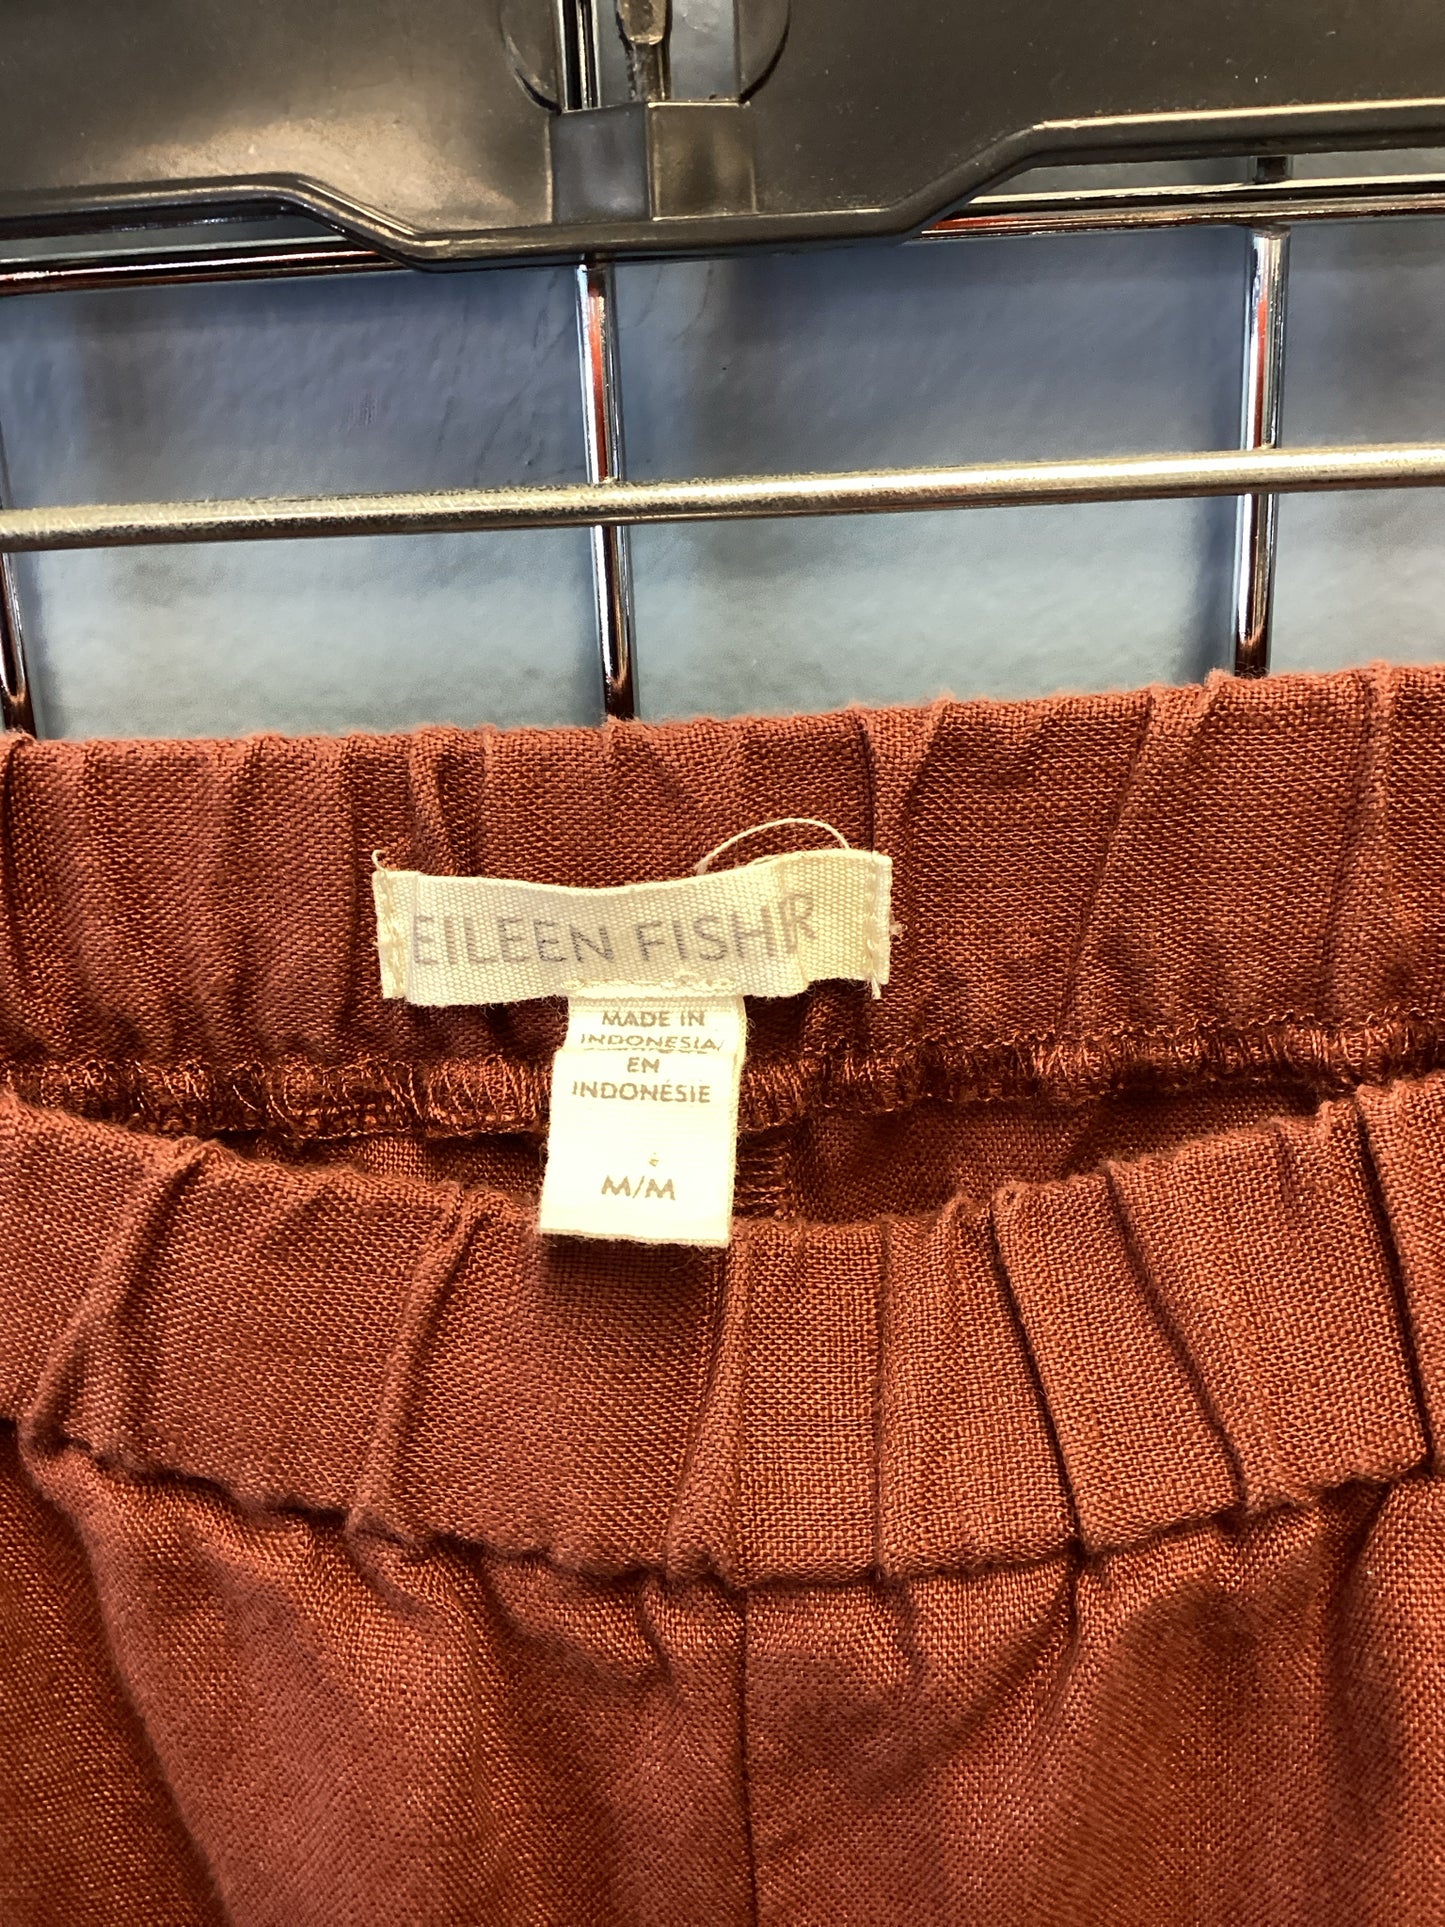 EILEEN FISHR
MADE IN
INDONESIA/
EN
INDONÉSIE
M/M